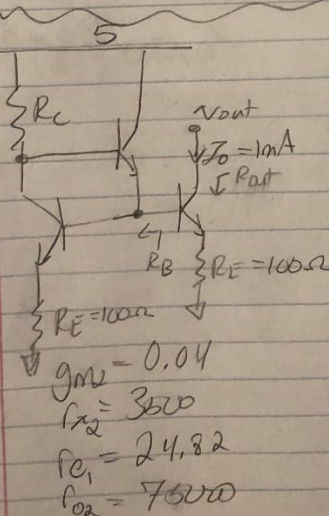 5
Rc
Vout
Io = 1mA
Rout
RB
RE = 100Ω
RE = 100Ω
gm2 = 0.04
rπ2 = 3600
re1 = 24.82
ro2 = 75000